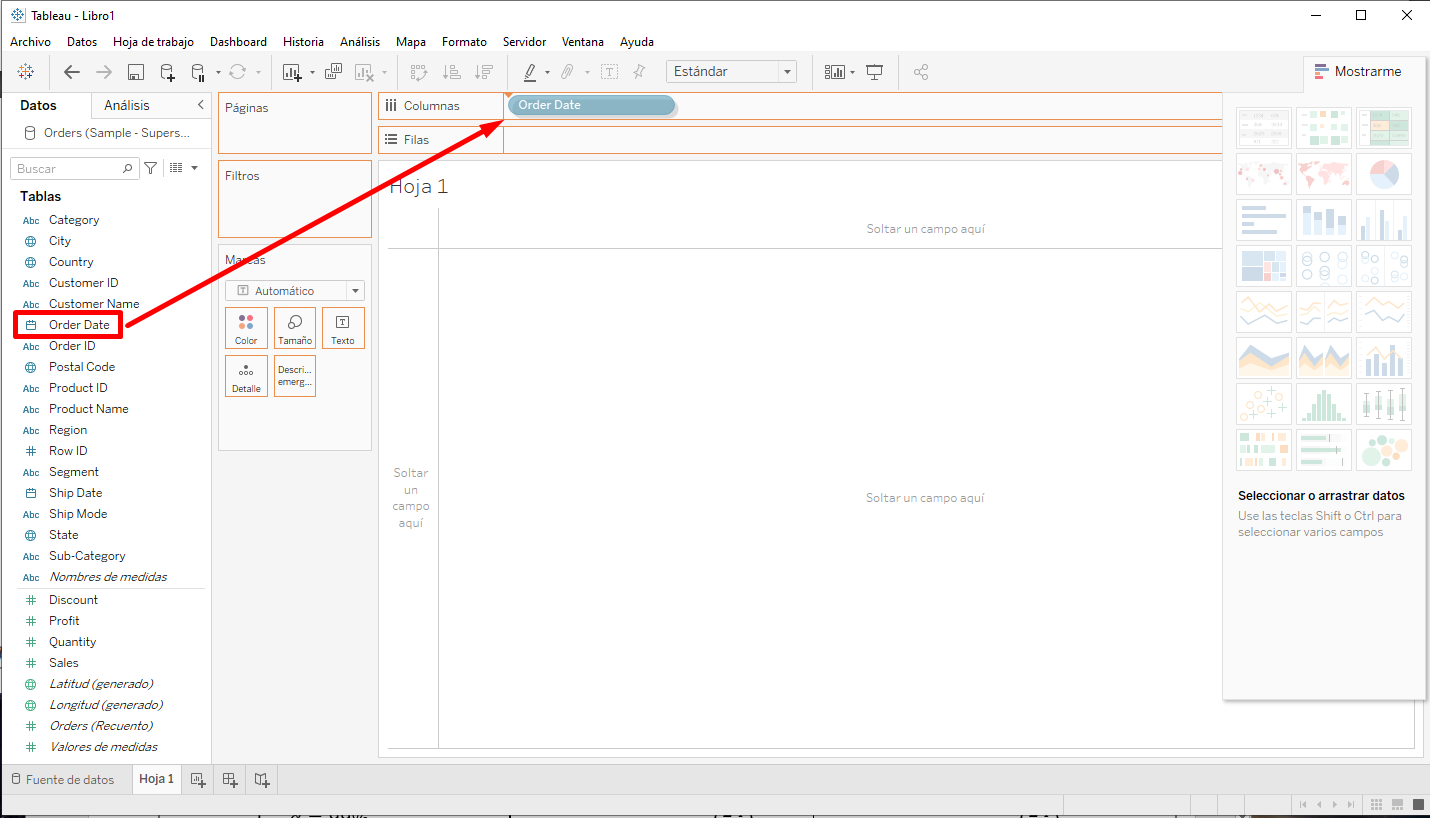 Tableau - Libro1
Archivo Datos Hoja de trabajo Dashboard Historia Análisis Mapa Formato Servidor Ventana Ayuda
Estándar
Mostrarme
Datos Análisis
Orders (Sample - Supers...
Buscar
Tablas
Abc Category
City
Country
Abc Customer ID
Abc Customer Name
Order Date
Abc Order ID
Postal Code
Abc Product ID
Abc Product Name
Abc Region
Row ID
Abc Segment
Ship Date
Abc Ship Mode
State
Abc Sub-Category
Abc Nombres de medidas
Discount
Profit
Quantity
Sales
Latitud (generado)
Longitud (generado)
Orders (Recuento)
Valores de medidas
Páginas
Filtros
Marcas
Automático
Color Tamaño Texto
Detalle
Descri...
emerg...
Columnas Order Date
Filas
Hoja 1
Soltar un campo aquí
Soltar
un
campo
aquí
Soltar un campo aquí
Seleccionar o arrastrar datos
Use las teclas Shift o Ctrl para
seleccionar varios campos
Fuente de datos Hoja 1